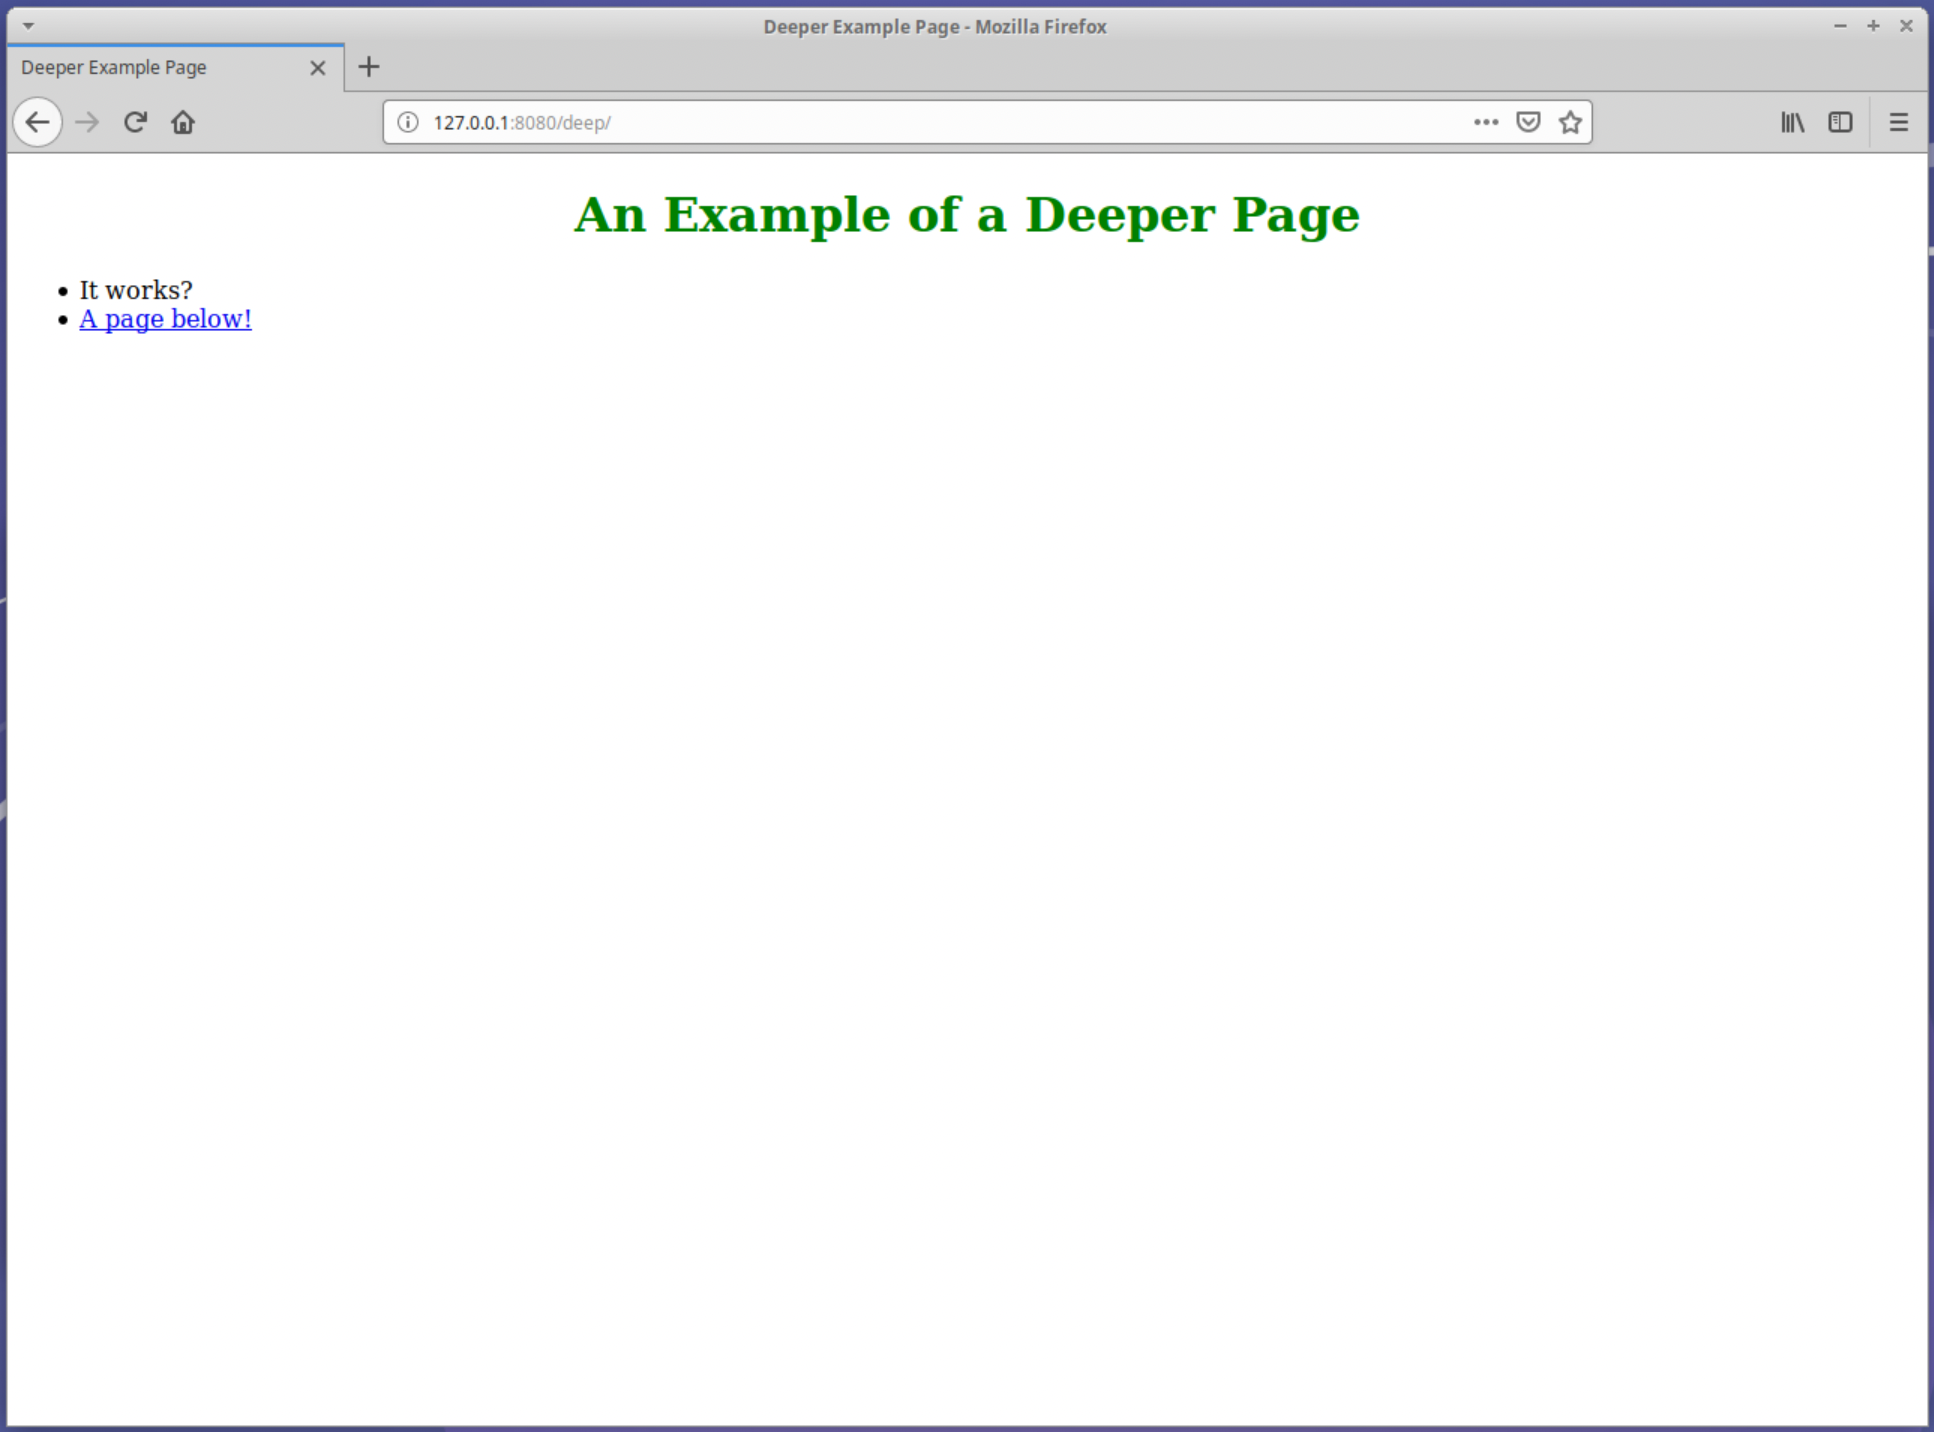 Deeper Example Page - Mozilla Firefox
Deeper Example Page
127.0.0.1:8080/deep/
An Example of a Deeper Page
It works?
A page below!